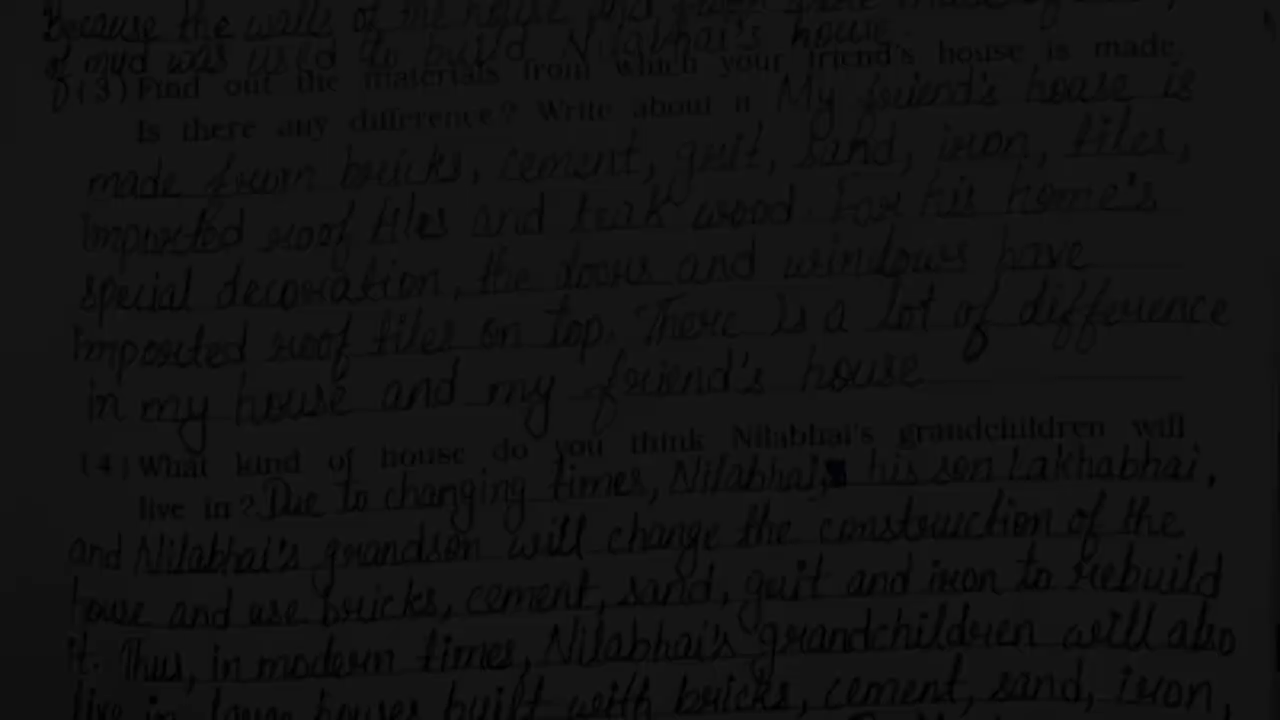 Because the walls of the house
of mud was used to build Nilabhai's house.
(3) Find out the materials from which your friend's house is made.
Is there any difference? Write about it My friend's house is
made from bricks, cement, grit, sand, iron, tiles,
Imported roof tiles and teak wood. For his home's
special decoration, the doors and windows have
Imported roof tiles on top. There is a lot of difference
in my house and my friend's house
(4) What kind of house do you think Nilabhai's grandchildren will
live in? Due to changing times, Nilabhai, his son Lakhabhai,
and Nilabhai's grandson will change the construction of the
house and use bricks, cement, sand, grit and iron to rebuild
it. Thus, in modern times, Nilabhai's grandchildren will also
live in large houses built with bricks, cement, sand, iron,